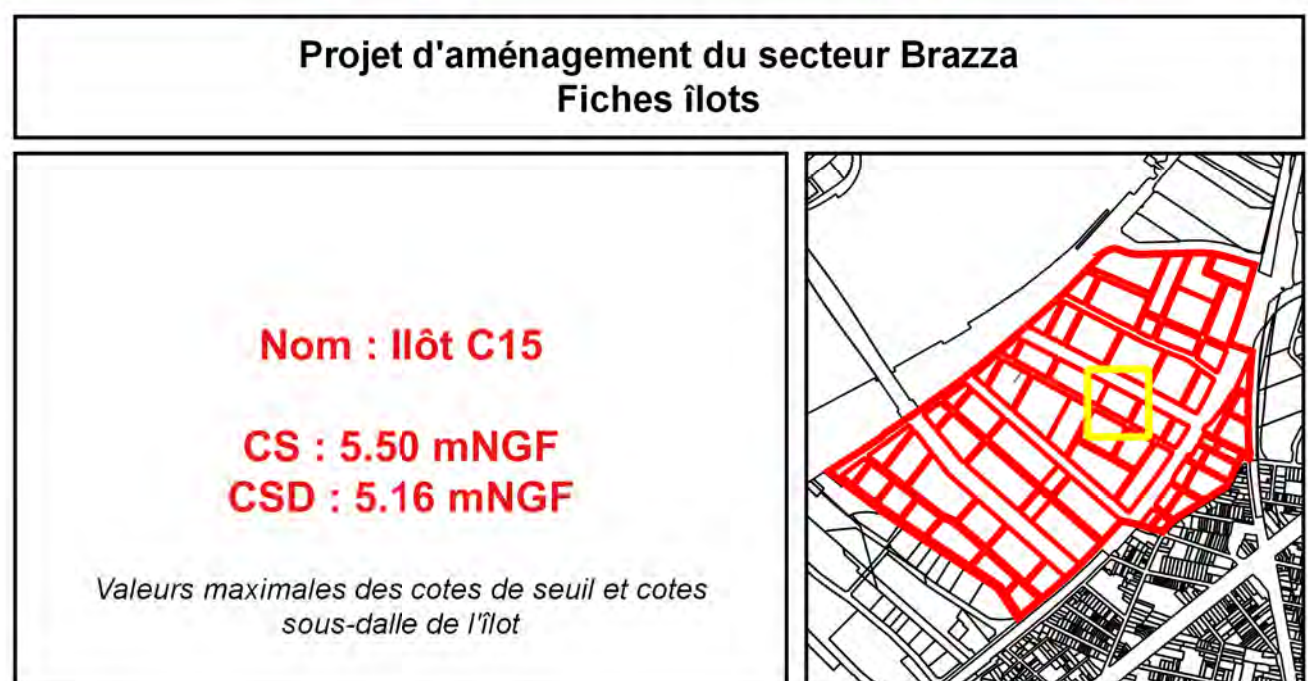 Projet d'aménagement du secteur Brazza
Fiches îlots
Nom : Ilôt C15
CS : 5.50 mNGF
CSD : 5.16 mNGF
Valeurs maximales des cotes de seuil et cotes
sous-dalle de l'îlot